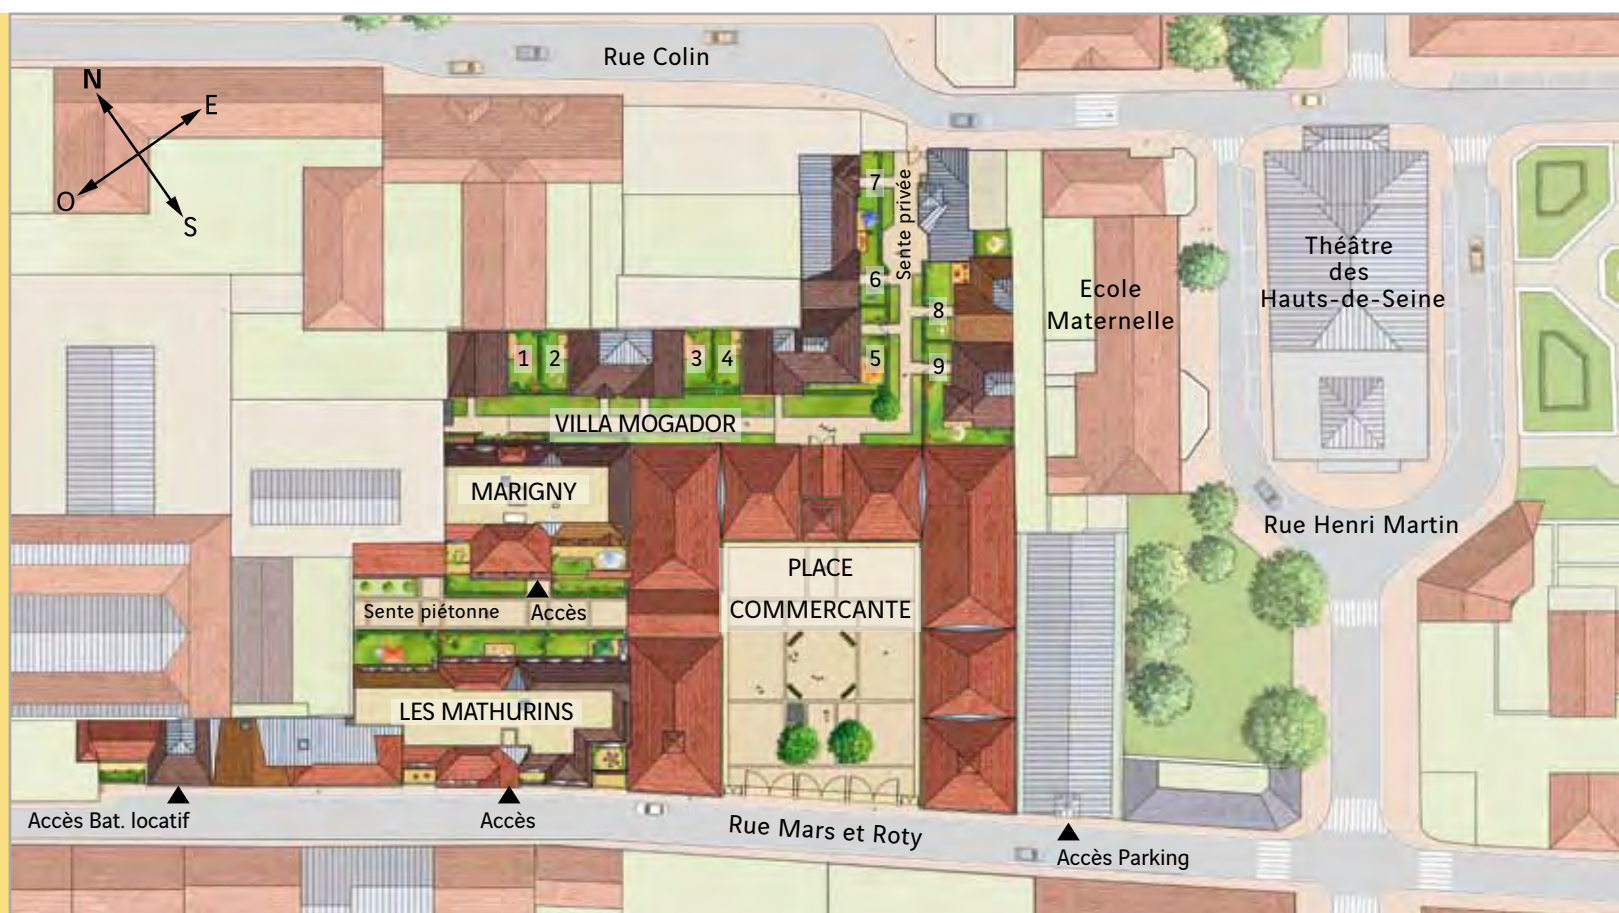 Rue Colin
N
E
O
S
7
Sente privée
6
8
Ecole
Maternelle
Théâtre
des
Hauts-de-Seine
1
2
3
4
5
9
VILLA MOGADOR
MARIGNY
Rue Henri Martin
PLACE
COMMERCANTE
Sente piétonne
Accès
LES MATHURINS
Accès Bat. locatif
Accès
Rue Mars et Roty
Accès Parking